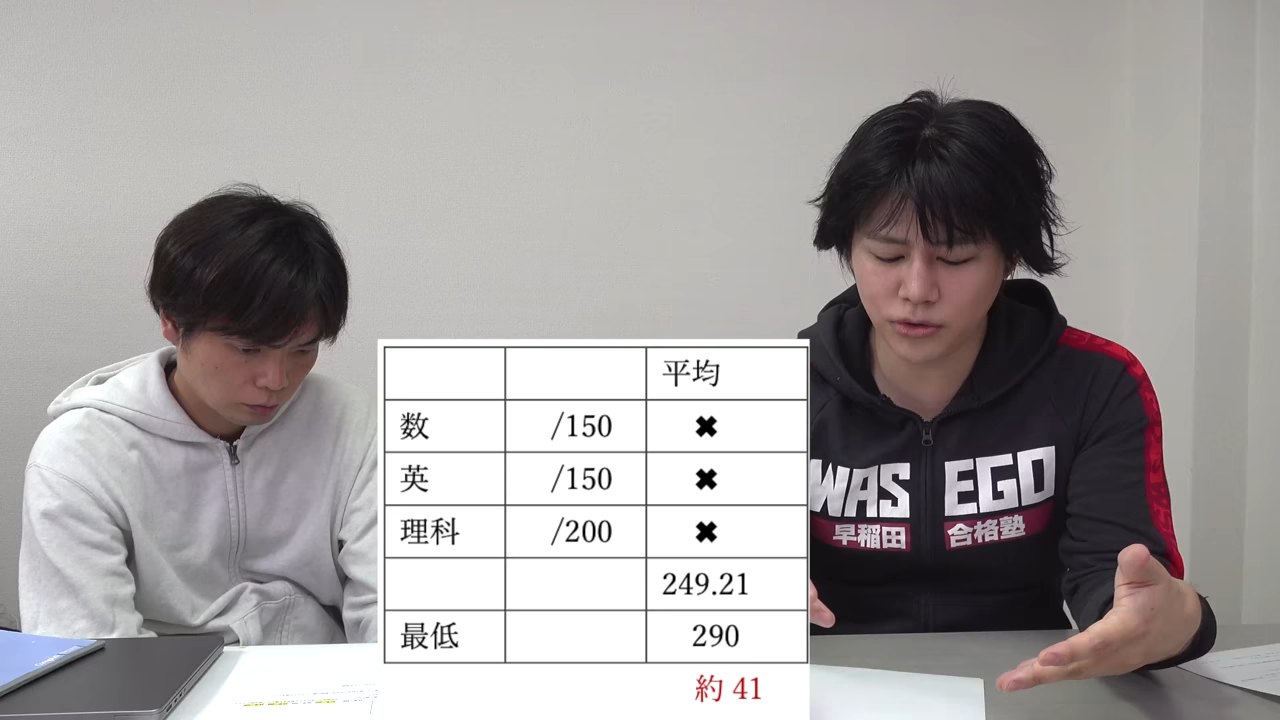 平均
数 /150 ✖
英 /150 ✖
理科 /200 ✖
249.21
最低 290
約 41
WAS EGO
早稲田 合格塾